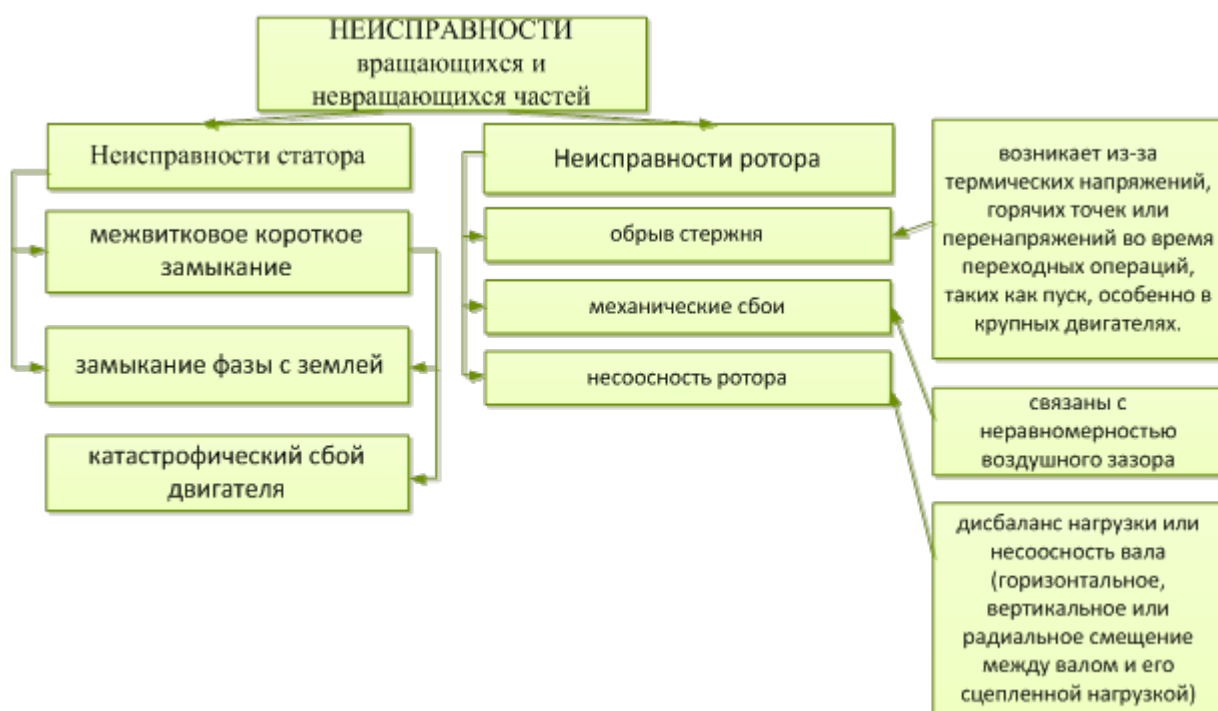 НЕИСПРАВНОСТИ
вращающихся и
невращающихся частей
Неисправности статора
межвитковое короткое
замыкание
замыкание фазы с землей
катастрофический сбой
двигателя
Неисправности ротора
обрыв стержня
механические сбои
несоосность ротора
возникает из-за
термических напряжений,
горячих точек или
перенапряжений во время
переходных операций,
таких как пуск, особенно в
крупных двигателях.
связаны с
неравномерностью
воздушного зазора
дисбаланс нагрузки или
несоосность вала
(горизонтальное,
вертикальное или
радиальное смещение
между валом и его
сцепленной нагрузкой)